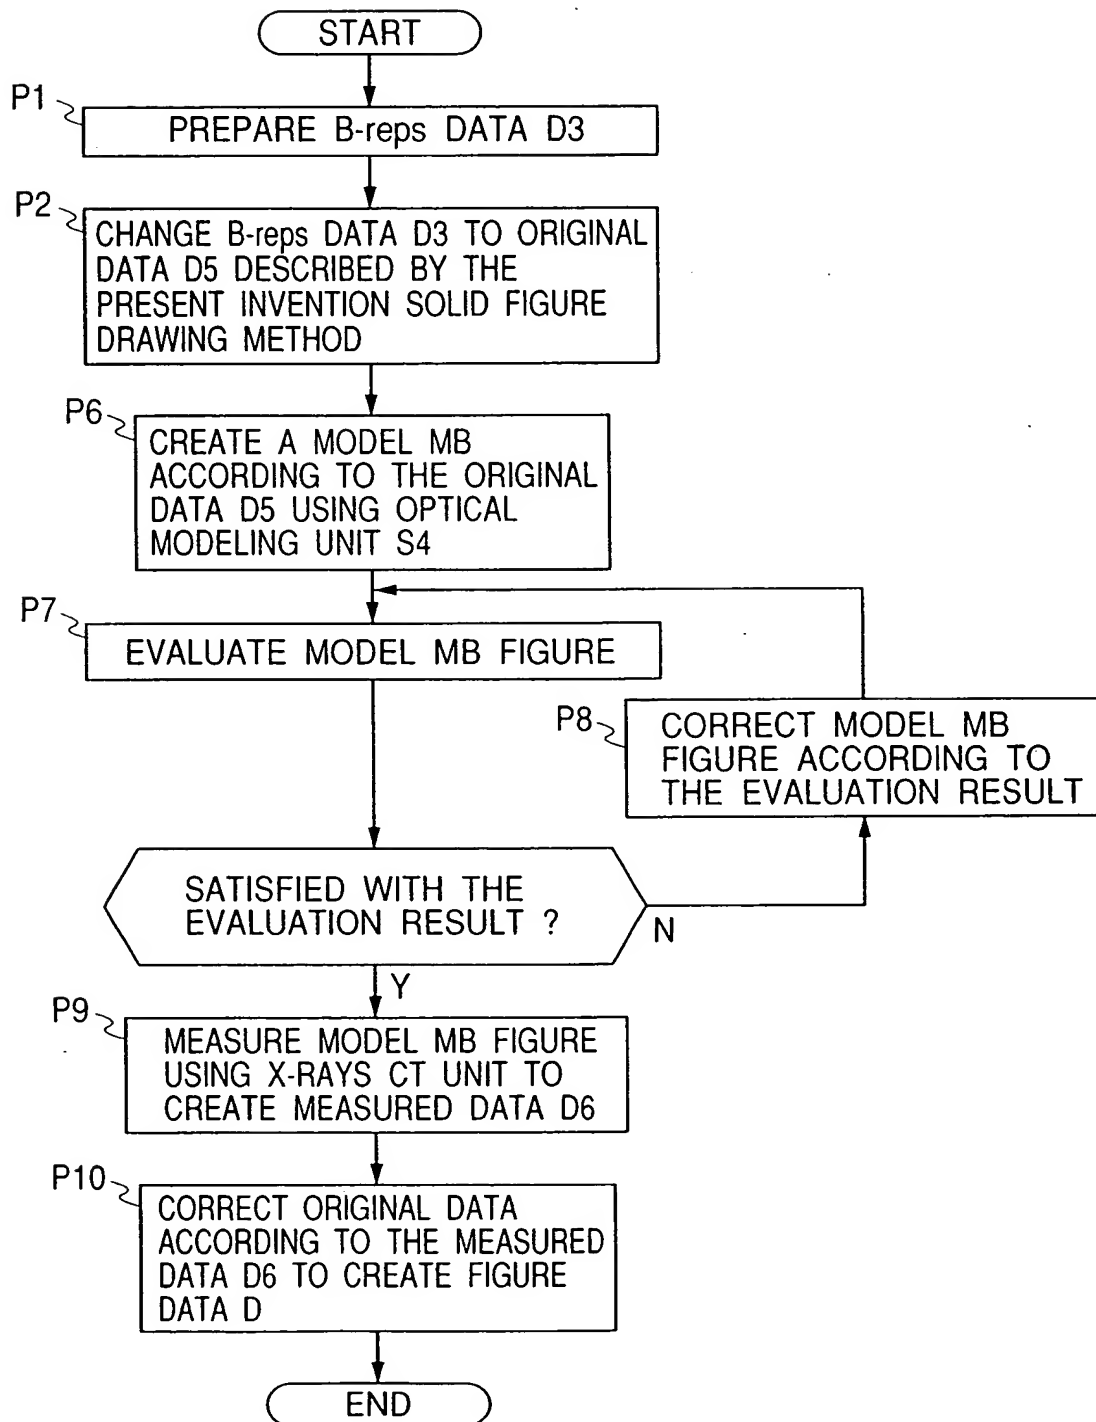 START
P1
PREPARE B-reps DATA D3
P2
CHANGE B-reps DATA D3 TO ORIGINAL
DATA D5 DESCRIBED BY THE
PRESENT INVENTION SOLID FIGURE
DRAWING METHOD
P6
CREATE A MODEL MB
ACCORDING TO THE ORIGINAL
DATA D5 USING OPTICAL
MODELING UNIT S4
P7
EVALUATE MODEL MB FIGURE
P8
CORRECT MODEL MB
FIGURE ACCORDING TO
THE EVALUATION RESULT
SATISFIED WITH THE
EVALUATION RESULT ?
N
Y
P9
MEASURE MODEL MB FIGURE
USING X-RAYS CT UNIT TO
CREATE MEASURED DATA D6
P10
CORRECT ORIGINAL DATA
ACCORDING TO THE MEASURED
DATA D6 TO CREATE FIGURE
DATA D
END